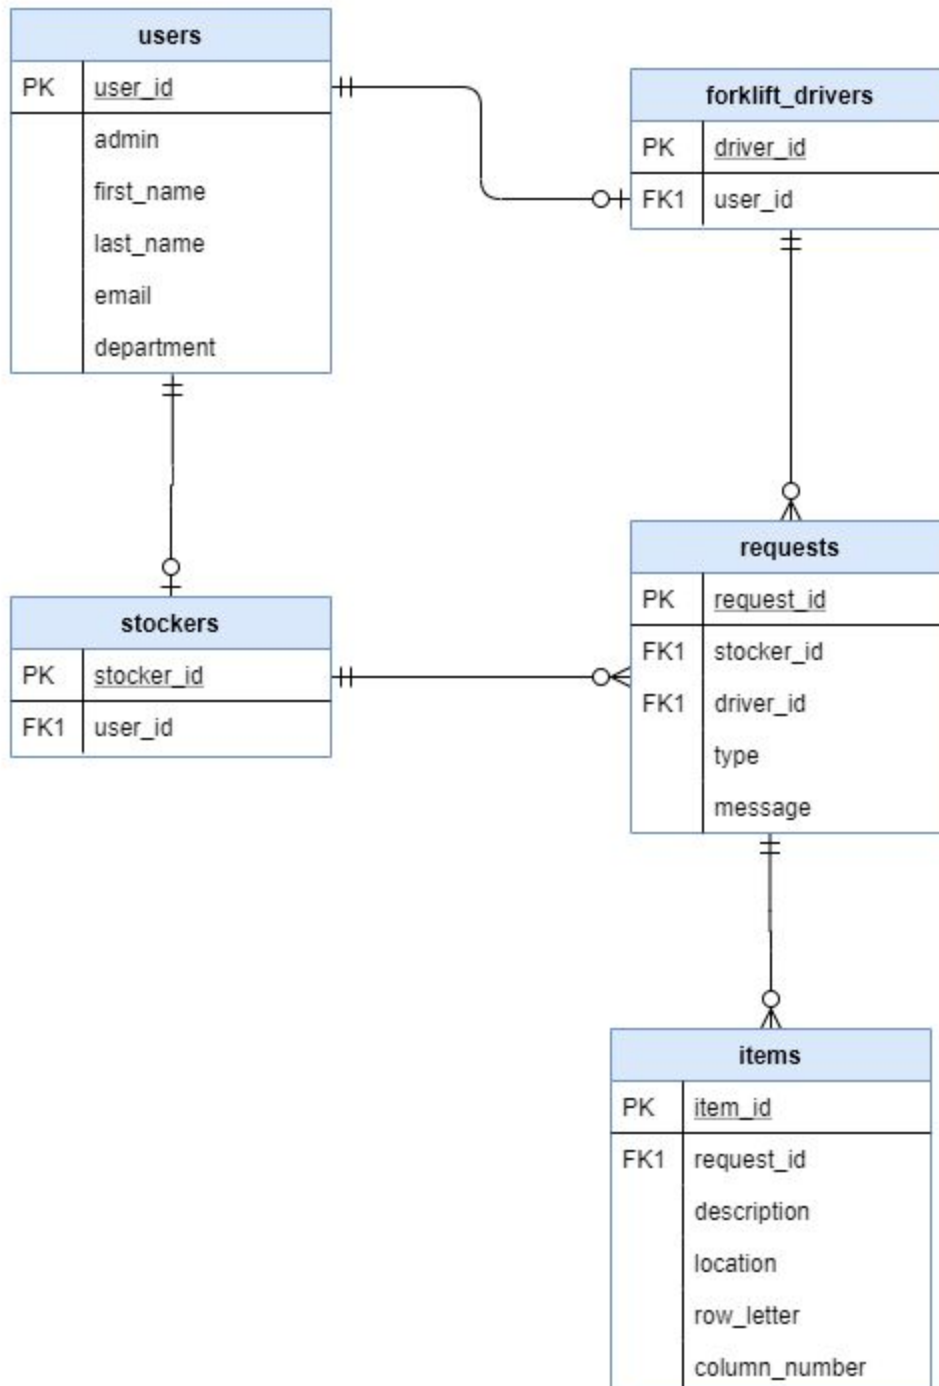 users
PK user_id
admin
first_name
last_name
email
department
forklift_drivers
PK driver_id
FK1 user_id
stockers
PK stocker_id
FK1 user_id
requests
PK request_id
FK1 stocker_id
FK1 driver_id
type
message
items
PK item_id
FK1 request_id
description
location
row_letter
column_number